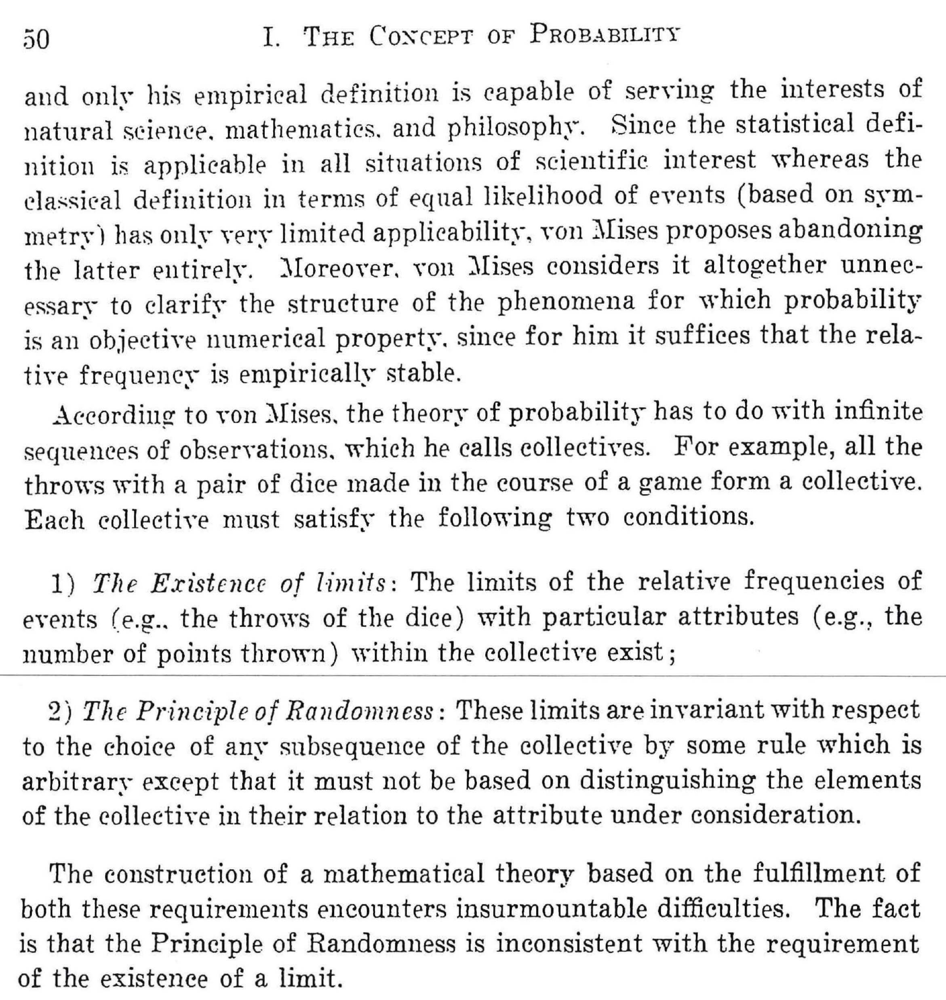 50 I. THE CONCEPT OF PROBABILITY
and only his empirical definition is capable of serving the interests of
natural science, mathematics, and philosophy. Since the statistical defi-
nition is applicable in all situations of scientific interest whereas the
classical definition in terms of equal likelihood of events (based on sym-
metry) has only very limited applicability, von Mises proposes abandoning
the latter entirely. Moreover, von Mises considers it altogether unnec-
essary to clarify the structure of the phenomena for which probability
is an objective numerical property, since for him it suffices that the rela-
tive frequency is empirically stable.
According to von Mises, the theory of probability has to do with infinite
sequences of observations, which he calls collectives. For example, all the
throws with a pair of dice made in the course of a game form a collective.
Each collective must satisfy the following two conditions.
1) The Existence of limits: The limits of the relative frequencies of
events (e.g., the throws of the dice) with particular attributes (e.g., the
number of points thrown) within the collective exist;
2) The Principle of Randomness: These limits are invariant with respect
to the choice of any subsequence of the collective by some rule which is
arbitrary except that it must not be based on distinguishing the elements
of the collective in their relation to the attribute under consideration.
The construction of a mathematical theory based on the fulfillment of
both these requirements encounters insurmountable difficulties. The fact
is that the Principle of Randomness is inconsistent with the requirement
of the existence of a limit.